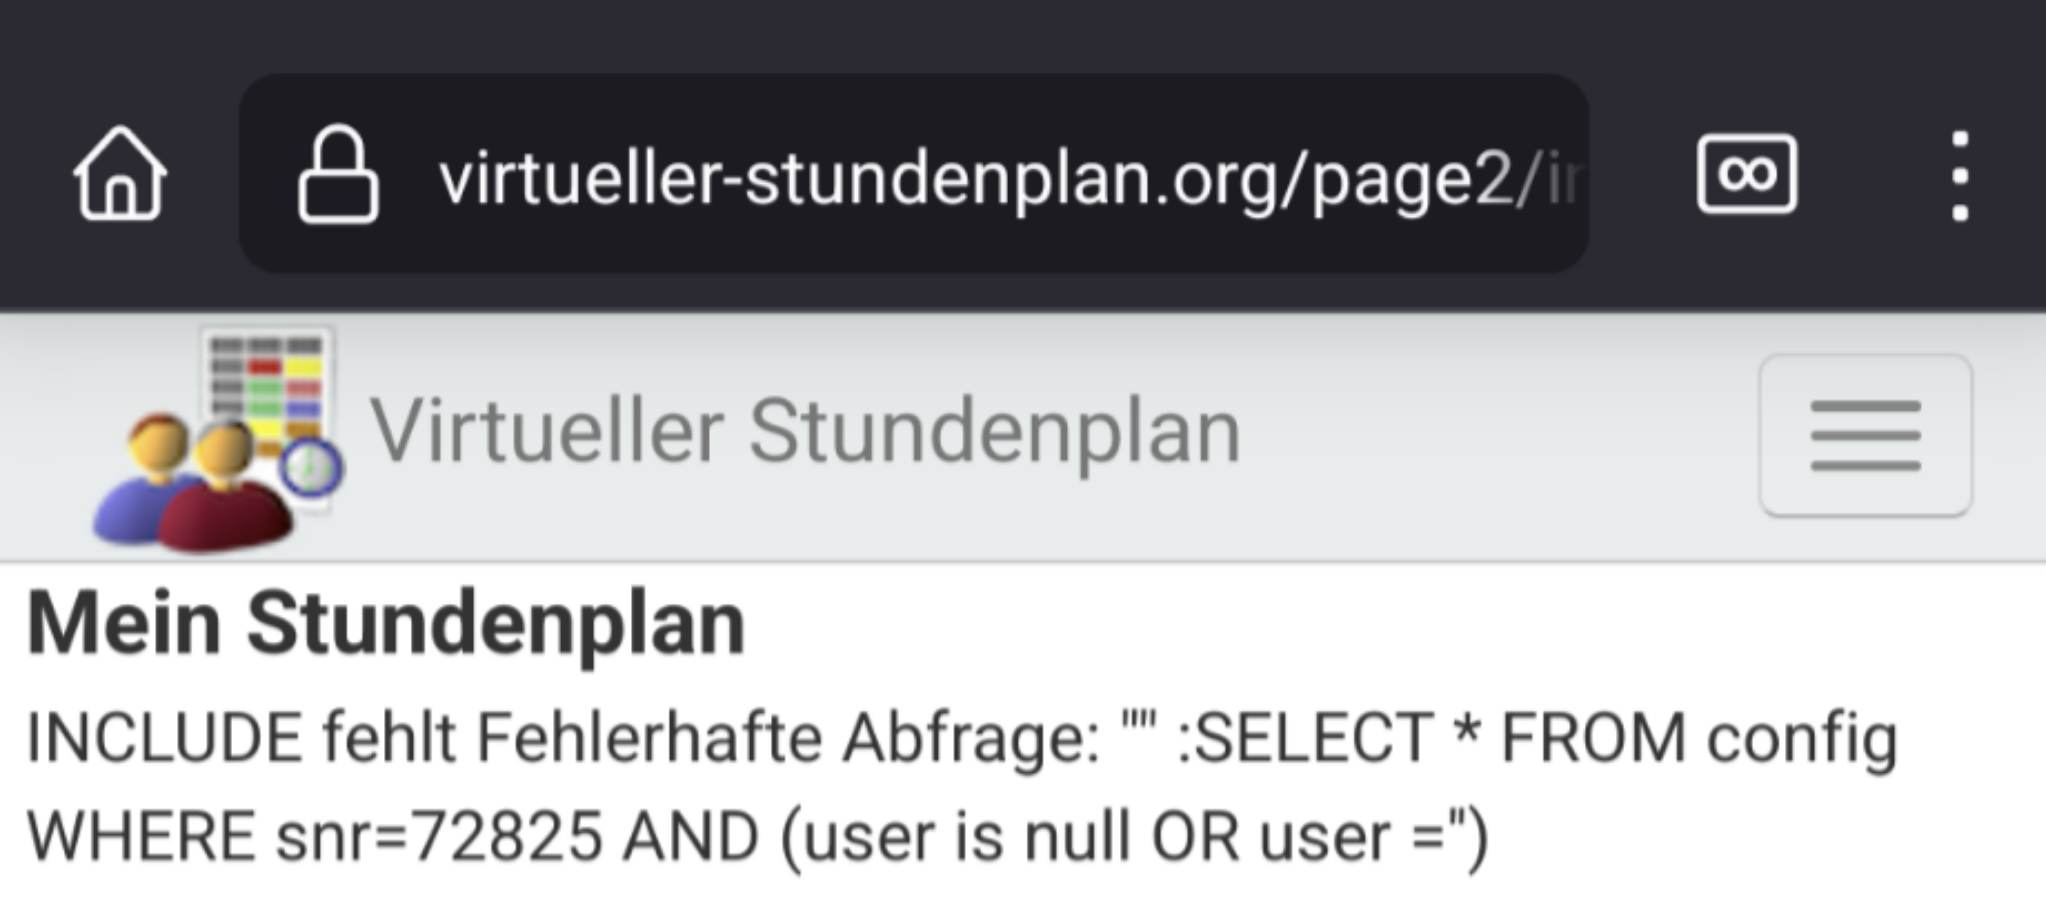 virtueller-stundenplan.org/page2/
Virtueller Stundenplan
Mein Stundenplan
INCLUDE fehlt Fehlerhafte Abfrage: "" :SELECT * FROM config
WHERE snr=72825 AND (user is null OR user ='')